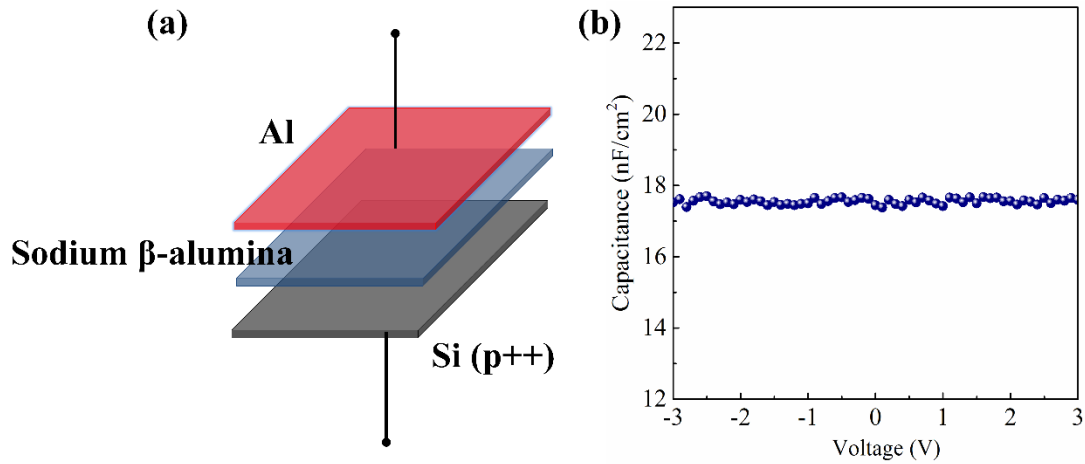 (a)
Al
Sodium β-alumina
Si (p++)
(b)
Capacitance (nF/cm²)
22
20
18
16
14
12
-3 -2 -1 0 1 2 3
Voltage (V)